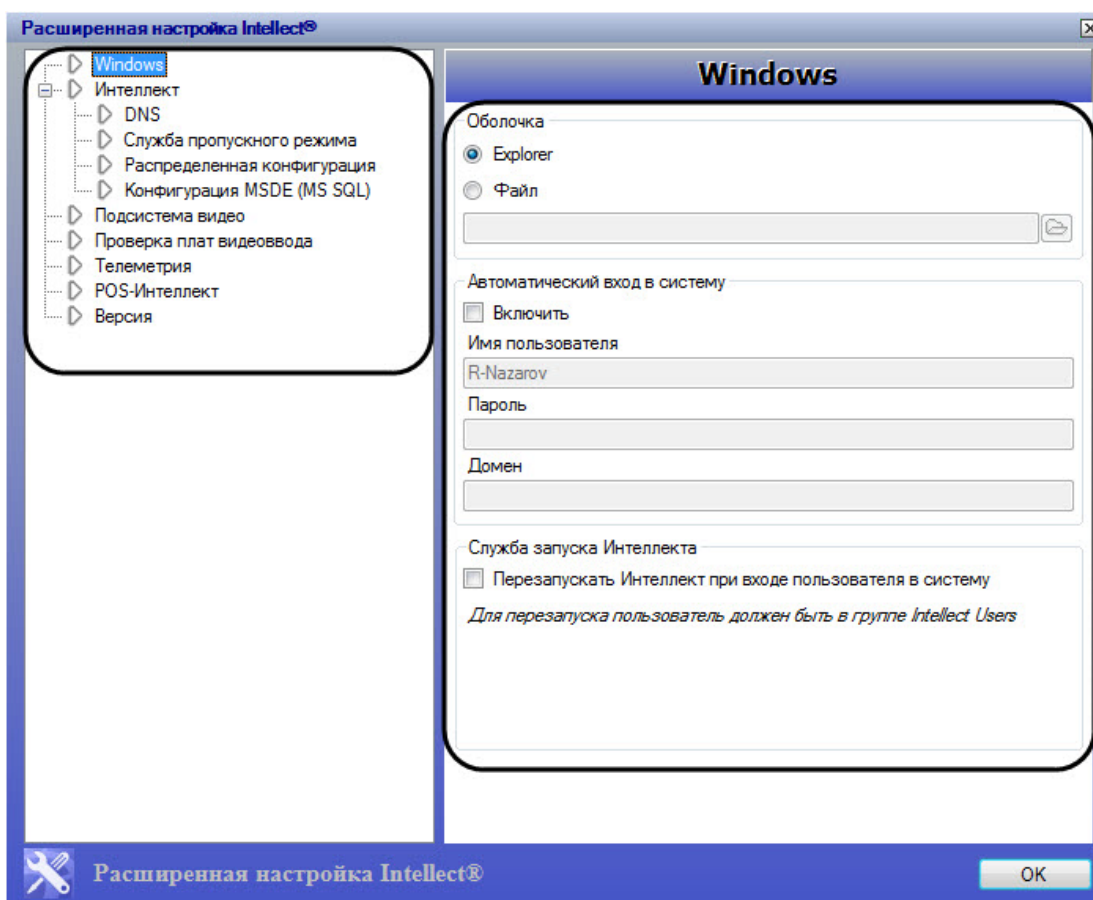 Расширенная настройка Intellect®
Windows
Интеллект
DNS
Служба пропускного режима
Распределенная конфигурация
Конфигурация MSDE (MS SQL)
Подсистема видео
Проверка плат видеоввода
Телеметрия
POS-Интеллект
Версия
Windows
Оболочка
Explorer
Файл
Автоматический вход в систему
Включить
Имя пользователя
R-Nazarov
Пароль
Домен
Служба запуска Интеллекта
Перезапускать Интеллект при входе пользователя в систему
Для перезапуска пользователь должен быть в группе Intellect Users
Расширенная настройка Intellect®
OK